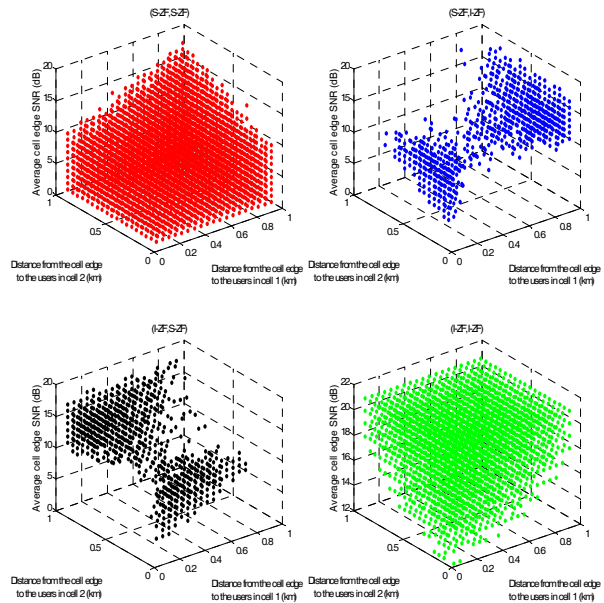 (S-ZF,S-ZF)
20
15
10
5
0
1
0.5
0
0
0.2
0.4
0.6
0.8
1
Average cell edge SNR (dB)
Distance from the cell edge
to the users in cell 2 (km)
Distance from the cell edge
to the users in cell 1 (km)
(S-ZF,I-ZF)
20
15
10
5
0
1
0.5
0
0
0.2
0.4
0.6
0.8
1
Average cell edge SNR (dB)
Distance from the cell edge
to the users in cell 2 (km)
Distance from the cell edge
to the users in cell 1 (km)
(I-ZF,S-ZF)
20
15
10
5
0
1
0.5
0
0
0.2
0.4
0.6
0.8
1
Average cell edge SNR (dB)
Distance from the cell edge
to the users in cell 2 (km)
Distance from the cell edge
to the users in cell 1 (km)
(I-ZF, I-ZF)
22
20
18
16
14
12
1
0.5
0
0
0.2
0.4
0.6
0.8
1
Average cell edge SNR (dB)
Distance from the cell edge
to the users in cell 2 (km)
Distance from the cell edge
to the users in cell 1 (km)